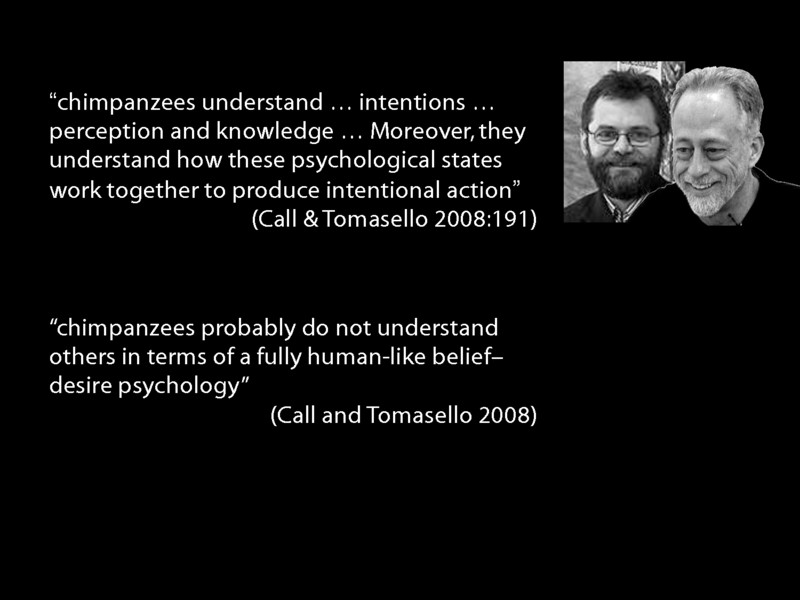 “chimpanzees understand … intentions …
perception and knowledge … Moreover, they
understand how these psychological states
work together to produce intentional action”
(Call & Tomasello 2008:191)
“chimpanzees probably do not understand
others in terms of a fully human-like belief–
desire psychology”
(Call and Tomasello 2008)